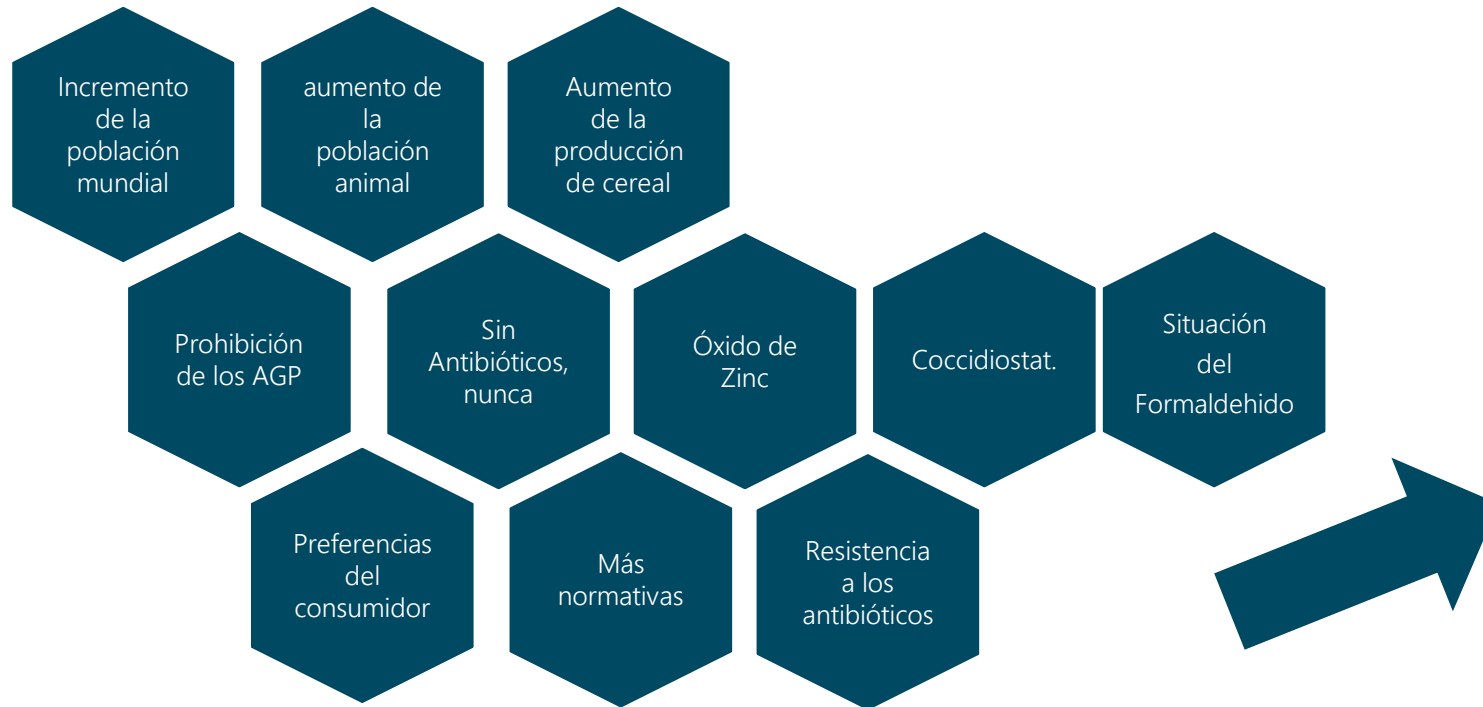 Incremento
de la
población
mundial
aumento de
la
población
animal
Aumento
de la
producción
de cereal
Prohibición
de los AGP
Sin
Antibióticos,
nunca
Óxido de
Zinc
Coccidiostat.
Situación
del
Formaldehido
Preferencias
del
consumidor
Más
normativas
Resistencia
a los
antibióticos